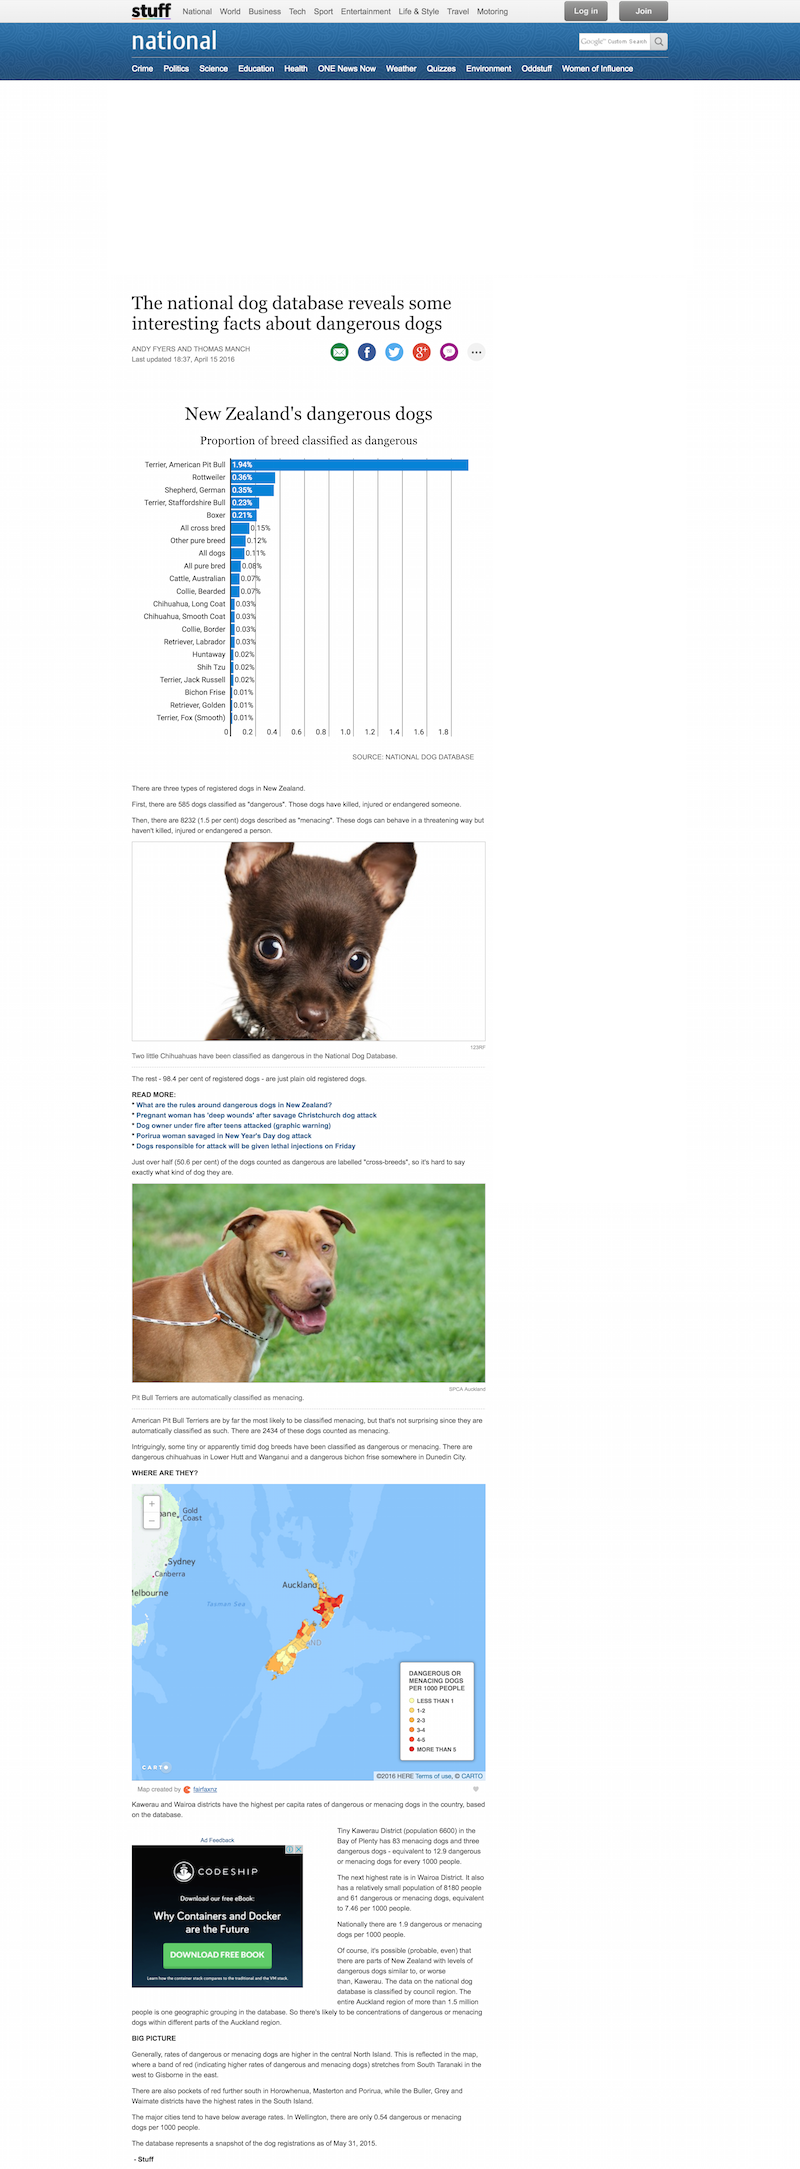 stuff National World Business Tech Sport Entertainment Life & Style Travel Motoring Log in Join
national
Google Custom Search
Crime Politics Science Education Health ONE News Now Weather Quizzes Environment Oddstuff Women of Influence
The national dog database reveals some
interesting facts about dangerous dogs
ANDY FYERS AND THOMAS MANCH
Last updated 18:37, April 15 2016
g+
New Zealand's dangerous dogs
Proportion of breed classified as dangerous
Terrier, American Pit Bull 1.94%
Rottweiler 0.36%
Shepherd, German 0.35%
Terrier, Staffordshire Bull 0.23%
Boxer 0.21%
All cross bred 0.15%
Other pure breed 0.12%
All dogs 0.11%
All pure bred 0.08%
Cattle, Australian 0.07%
Collie, Bearded 0.07%
Chihuahua, Long Coat 0.03%
Chihuahua, Smooth Coat 0.03%
Collie, Border 0.03%
Retriever, Labrador 0.03%
Huntaway 0.02%
Shih Tzu 0.02%
Terrier, Jack Russell 0.02%
Bichon Frise 0.01%
Retriever, Golden 0.01%
Terrier, Fox (Smooth) 0.01%
0 0.2 0.4 0.6 0.8 1.0 1.2 1.4 1.6 1.8
SOURCE: NATIONAL DOG DATABASE
There are three types of registered dogs in New Zealand.
First, there are 585 dogs classified as "dangerous". Those dogs have killed, injured or endangered someone.
Then, there are 8232 (1.5 per cent) dogs described as "menacing". These dogs can behave in a threatening way but
haven't killed, injured or endangered a person.
123RF
Two little Chihuahuas have been classified as dangerous in the National Dog Database.
The rest - 98.4 per cent of registered dogs - are just plain old registered dogs.
READ MORE:
* What are the rules around dangerous dogs in New Zealand?
* Pregnant woman has 'deep wounds' after savage Christchurch dog attack
* Dog owner under fire after teens attacked (graphic warning)
* Porirua woman savaged in New Year's Day dog attack
* Dogs responsible for attack will be given lethal injections on Friday
Just over half (50.6 per cent) of the dogs counted as dangerous are labelled "cross-breeds", so it's hard to say
exactly what kind of dog they are.
SPCA Auckland
Pit Bull Terriers are automatically classified as menacing.
American Pit Bull Terriers are by far the most likely to be classified menacing, but that's not surprising since they are
automatically classified as such. There are 2434 of these dogs counted as menacing.
Intriguingly, some tiny or apparently timid dog breeds have been classified as dangerous or menacing. There are
dangerous chihuahuas in Lower Hutt and Wanganui and a dangerous bichon frise somewhere in Dunedin City.
WHERE ARE THEY?
+
−
bane
Gold
Coast
Sydney
Canberra
Melbourne
Tasman Sea
Auckland
AND
DANGEROUS OR
MENACING DOGS
PER 1000 PEOPLE
LESS THAN 1
1-2
2-3
3-4
4-5
MORE THAN 5
CARTO
©2016 HERE Terms of use, © CARTO
Map created by fairfaxnz
Kawerau and Wairoa districts have the highest per capita rates of dangerous or menacing dogs in the country, based
on the database.
Ad Feedback
CODESHIP
Download our free eBook:
Why Containers and Docker
are the Future
DOWNLOAD FREE BOOK
Learn how the container stack compares to the traditional and the VM stack.
Tiny Kawerau District (population 6600) in the
Bay of Plenty has 83 menacing dogs and three
dangerous dogs - equivalent to 12.9 dangerous
or menacing dogs for every 1000 people.
The next highest rate is in Wairoa District. It also
has a relatively small population of 8180 people
and 61 dangerous or menacing dogs, equivalent
to 7.46 per 1000 people.
Nationally there are 1.9 dangerous or menacing
dogs per 1000 people.
Of course, it's possible (probable, even) that
there are parts of New Zealand with levels of
dangerous dogs similar to, or worse
than, Kawerau. The data on the national dog
database is classified by council region. The
entire Auckland region of more than 1.5 million
people is one geographic grouping in the database. So there's likely to be concentrations of dangerous or menacing
dogs within different parts of the Auckland region.
BIG PICTURE
Generally, rates of dangerous or menacing dogs are higher in the central North Island. This is reflected in the map,
where a band of red (indicating higher rates of dangerous and menacing dogs) stretches from South Taranaki in the
west to Gisborne in the east.
There are also pockets of red further south in Horowhenua, Masterton and Porirua, while the Buller, Grey and
Waimate districts have the highest rates in the South Island.
The major cities tend to have below average rates. In Wellington, there are only 0.54 dangerous or menacing
dogs per 1000 people.
The database represents a snapshot of the dog registrations as of May 31, 2015.
- Stuff